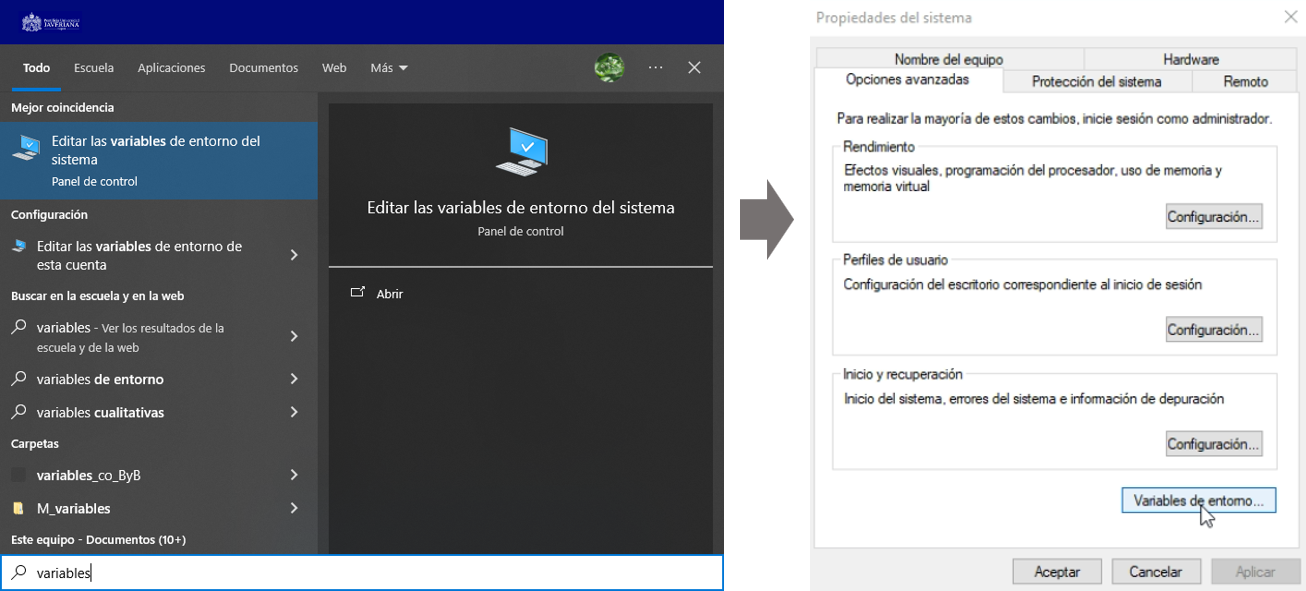 Pontificia Universidad
JAVERIANA
Todo Escuela Aplicaciones Documentos Web Más
Mejor coincidencia
Editar las variables de entorno del
sistema
Panel de control
Configuración
Editar las variables de entorno de
esta cuenta
Buscar en la escuela y en la web
variables - Ver los resultados de la
escuela y de la web
variables de entorno
variables cualitativas
Carpetas
variables_co_ByB
M_variables
Este equipo - Documentos (10+)
variables
Editar las variables de entorno del sistema
Panel de control
Abrir
Propiedades del sistema
Nombre del equipo Hardware
Opciones avanzadas Protección del sistema Remoto
Para realizar la mayoría de estos cambios, inicie sesión como administrador.
Rendimiento
Efectos visuales, programación del procesador, uso de memoria y
memoria virtual
Configuración...
Perfiles de usuario
Configuración del escritorio correspondiente al inicio de sesión
Configuración...
Inicio y recuperación
Inicio del sistema, errores del sistema e información de depuración
Configuración...
Variables de entorno...
Aceptar Cancelar Aplicar